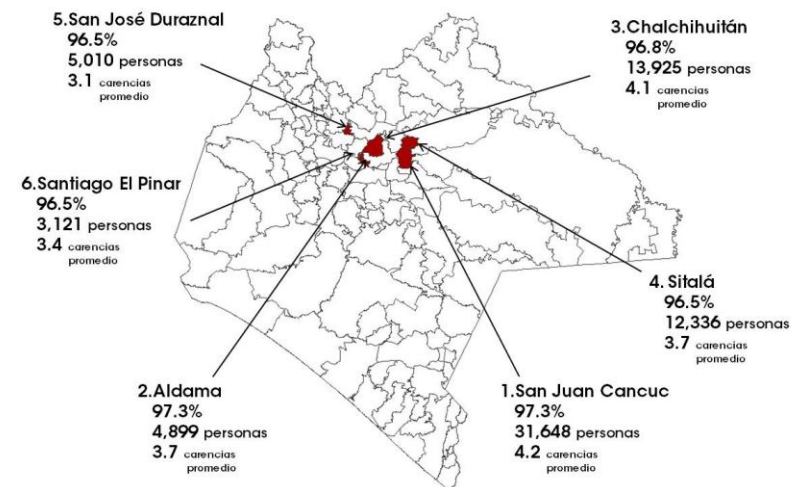 5.San José Duraznal
96.5%
5,010 personas
3.1 carencias
promedio
3.Chalchihuitán
96.8%
13,925 personas
4.1 carencias
promedio
6.Santiago El Pinar
96.5%
3,121 personas
3.4 carencias
promedio
4. Sitalá
96.5%
12,336 personas
3.7 carencias
promedio
2.Aldama
97.3%
4,899 personas
3.7 carencias
promedio
1.San Juan Cancuc
97.3%
31,648 personas
4.2 carencias
promedio